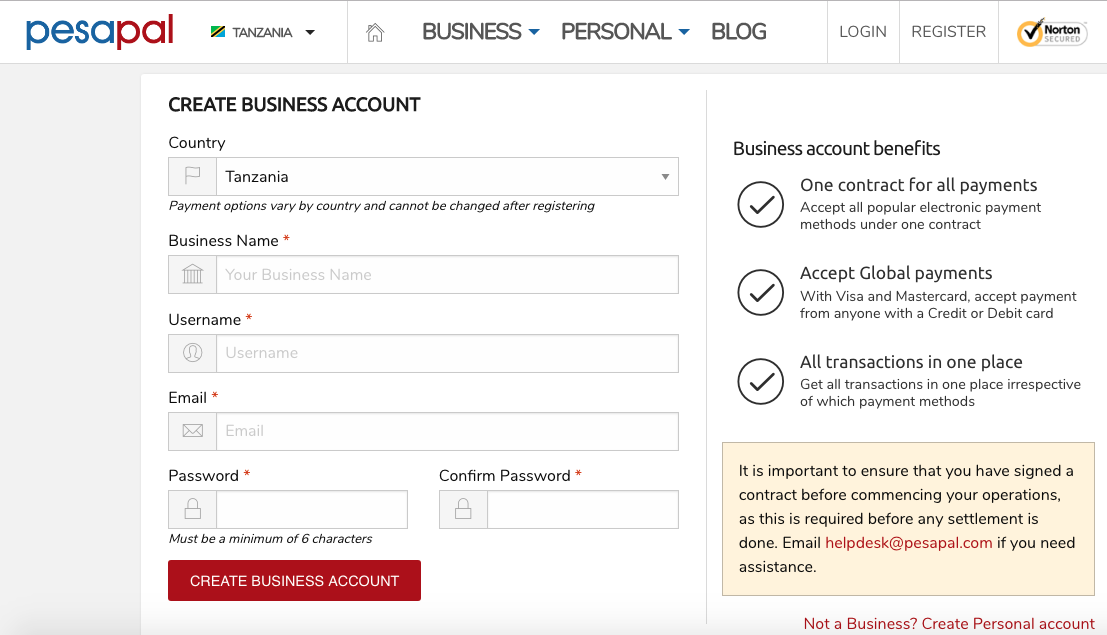 pesapal
TANZANIA
BUSINESS
PERSONAL
BLOG
LOGIN
REGISTER
Norton
SECURED
CREATE BUSINESS ACCOUNT
Country
Tanzania
Payment options vary by country and cannot be changed after registering
Business Name *
Your Business Name
Username *
Username
Email *
Email
Password *
Confirm Password *
Must be a minimum of 6 characters
CREATE BUSINESS ACCOUNT
Business account benefits
One contract for all payments
Accept all popular electronic payment
methods under one contract
Accept Global payments
With Visa and Mastercard, accept payment
from anyone with a Credit or Debit card
All transactions in one place
Get all transactions in one place irrespective
of which payment methods
It is important to ensure that you have signed a
contract before commencing your operations,
as this is required before any settlement is
done. Email helpdesk@pesapal.com if you need
assistance.
Not a Business? Create Personal account